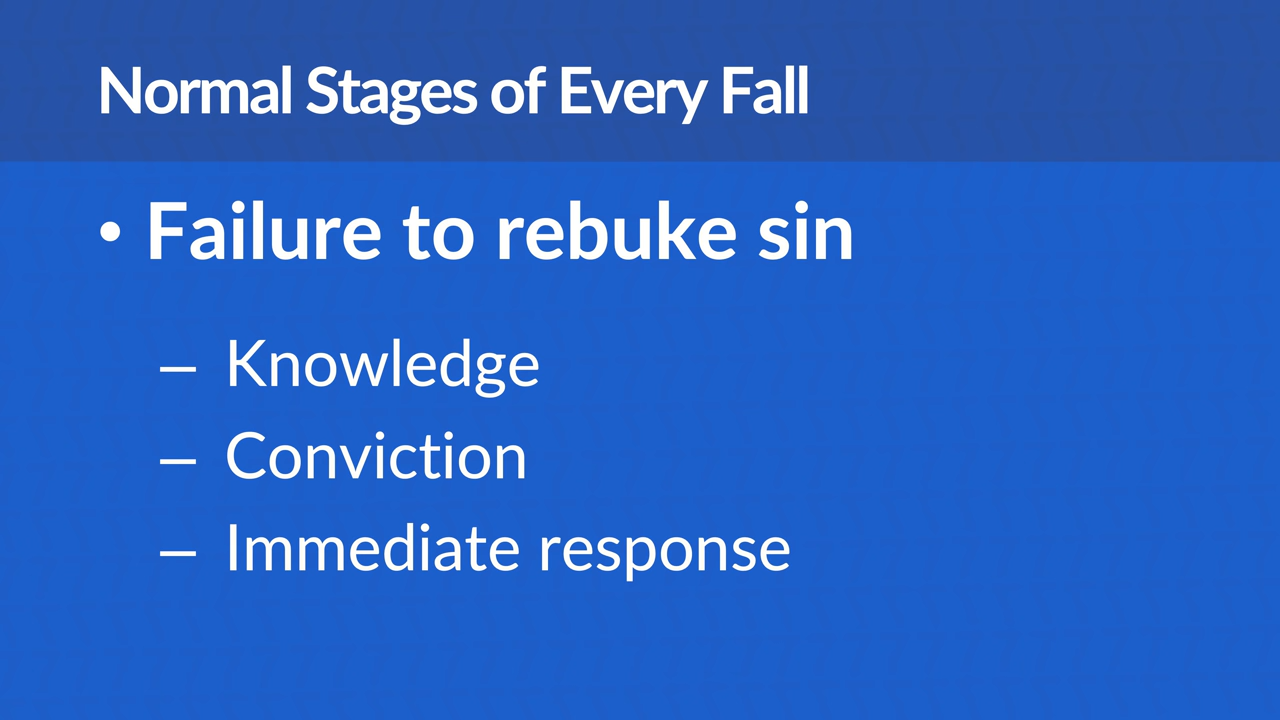 Normal Stages of Every Fall
• Failure to rebuke sin
– Knowledge
– Conviction
– Immediate response